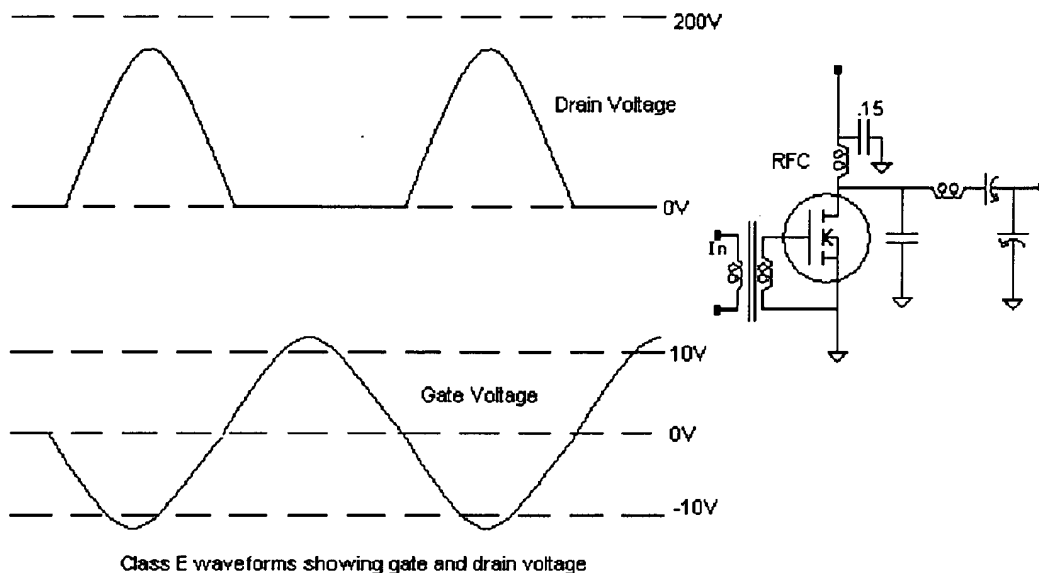 200V
Drain Voltage
0V
.15
RFC
In
10V
Gate Voltage
0V
-10V
Class E waveforms showing gate and drain voltage